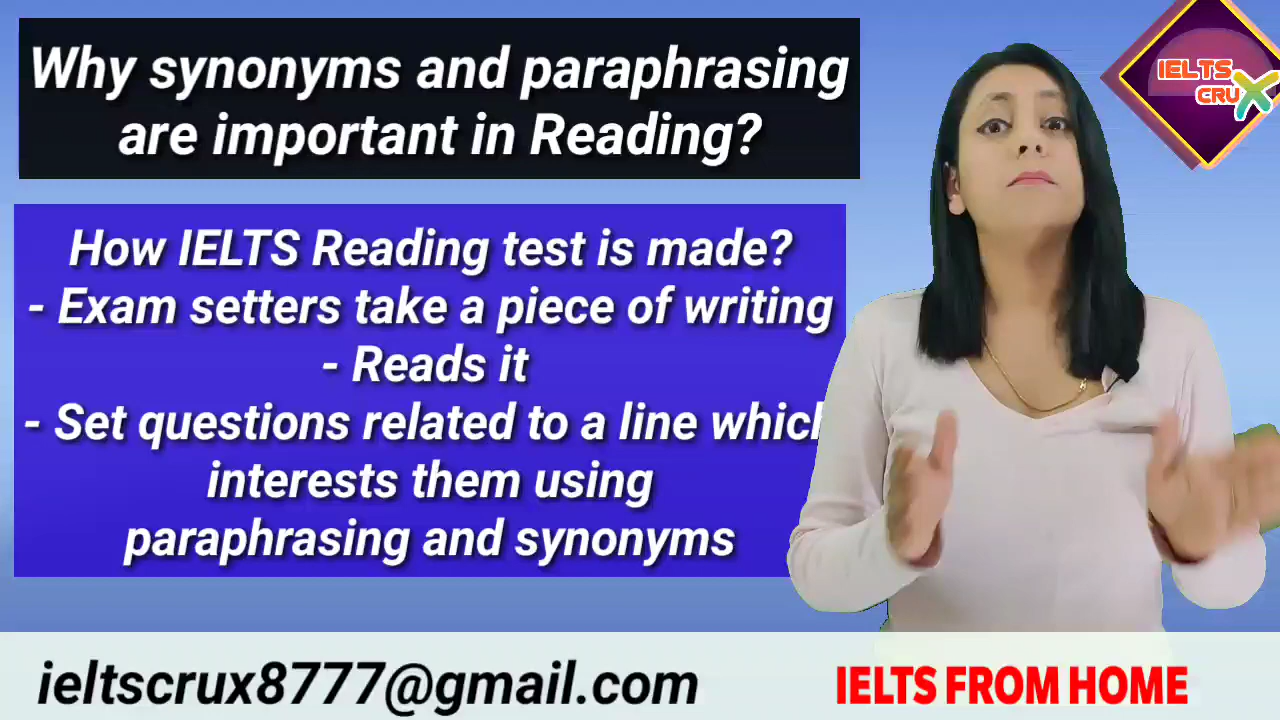 Why synonyms and paraphrasing
are important in Reading?
How IELTS Reading test is made?
- Exam setters take a piece of writing
- Reads it
- Set questions related to a line which
interests them using
paraphrasing and synonyms
IELTS
CRUX
ieltscrux8777@gmail.com
IELTS FROM HOME